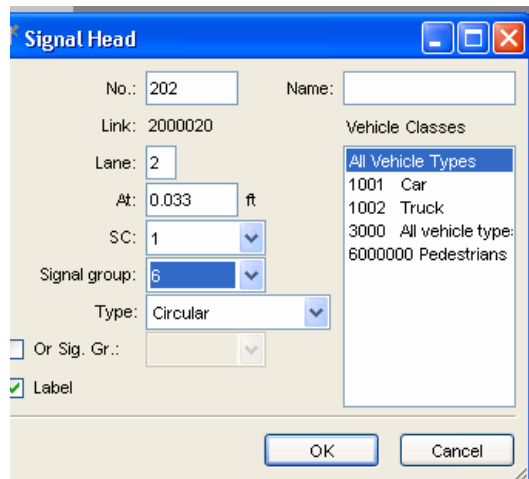 Signal Head
No.: 202 Name:
Link: 2000020 Vehicle Classes
Lane: 2 All Vehicle Types
At: 0.033 ft 1001 Car
1002 Truck
SC: 1 3000 All vehicle type:
Signal group: 6 6000000 Pedestrians
Type: Circular
Or Sig. Gr.:
Label
OK Cancel